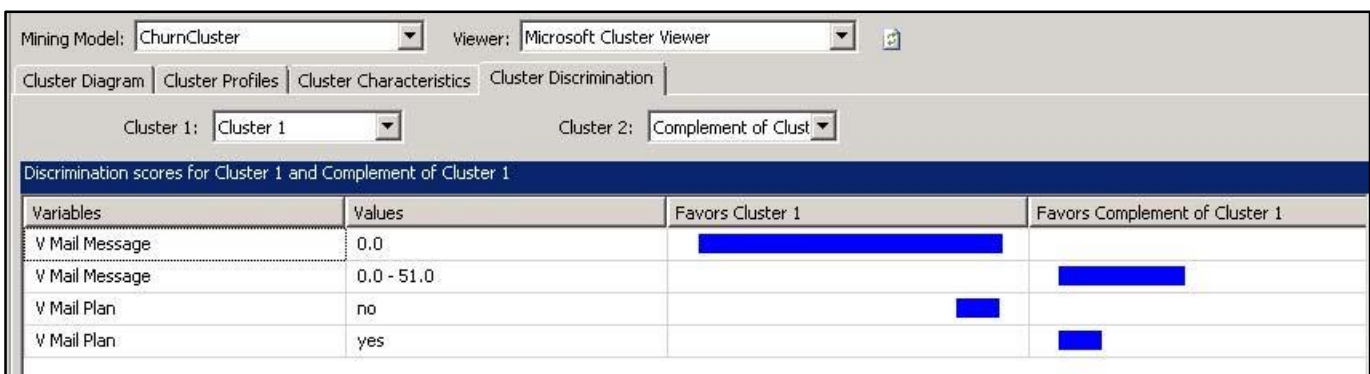 Mining Model: ChurnCluster Viewer: Microsoft Cluster Viewer
Cluster Diagram Cluster Profiles Cluster Characteristics Cluster Discrimination
Cluster 1: Cluster 1 Cluster 2: Complement of Clust
Discrimination scores for Cluster 1 and Complement of Cluster 1
Variables Values Favors Cluster 1 Favors Complement of Cluster 1
V Mail Message 0.0
V Mail Message 0.0 - 51.0
V Mail Plan no
V Mail Plan yes